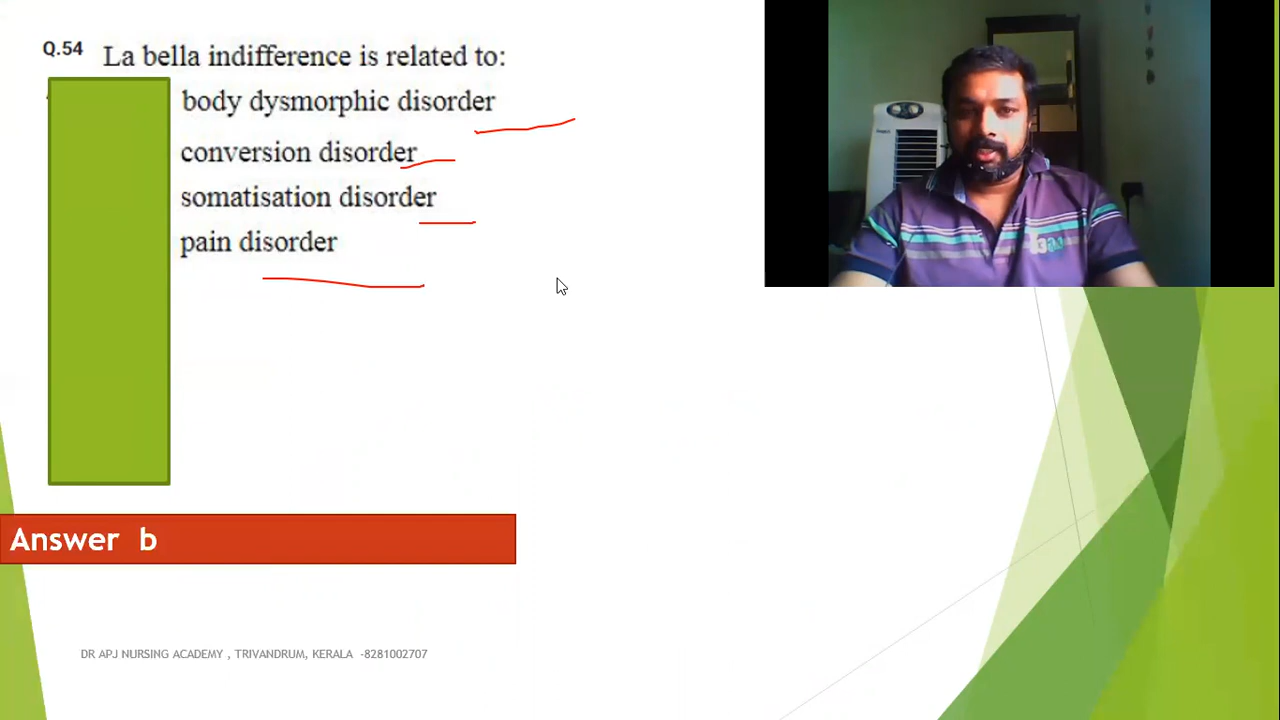 Q.54 La bella indifference is related to:
body dysmorphic disorder
conversion disorder
somatisation disorder
pain disorder
Answer b
DR APJ NURSING ACADEMY , TRIVANDRUM, KERALA -8281002707